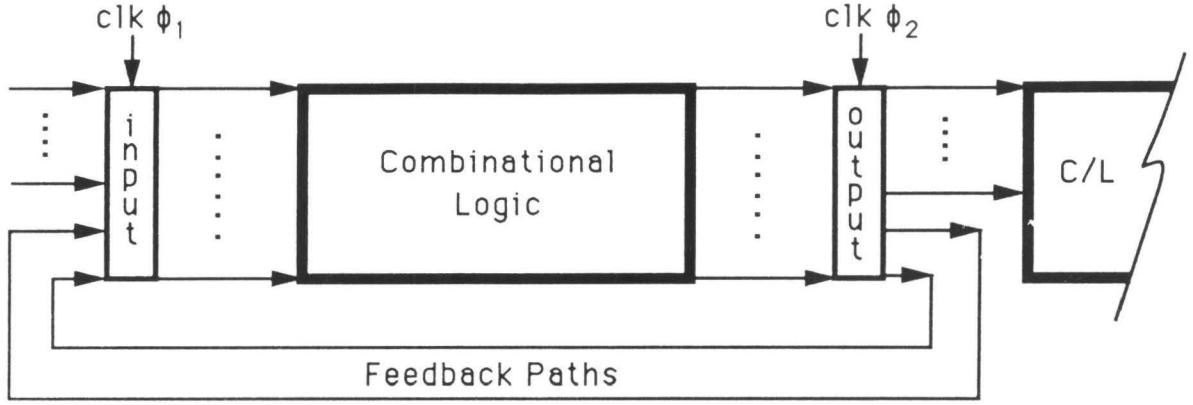 clk ϕ₁
clk ϕ₂
input
Combinational
Logic
output
C/L
Feedback Paths